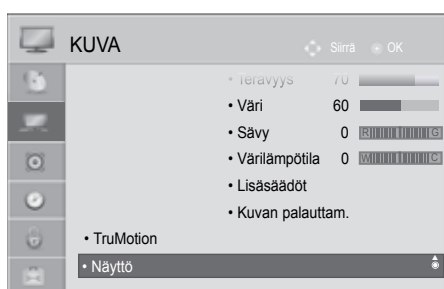 KUVA
Siirrä OK
• Terävyys 70
• Väri 60
• Sävy 0 R G
• Värilämpötila 0 W C
• Lisäsäädöt
• Kuvan palauttam.
• TruMotion
• Näyttö